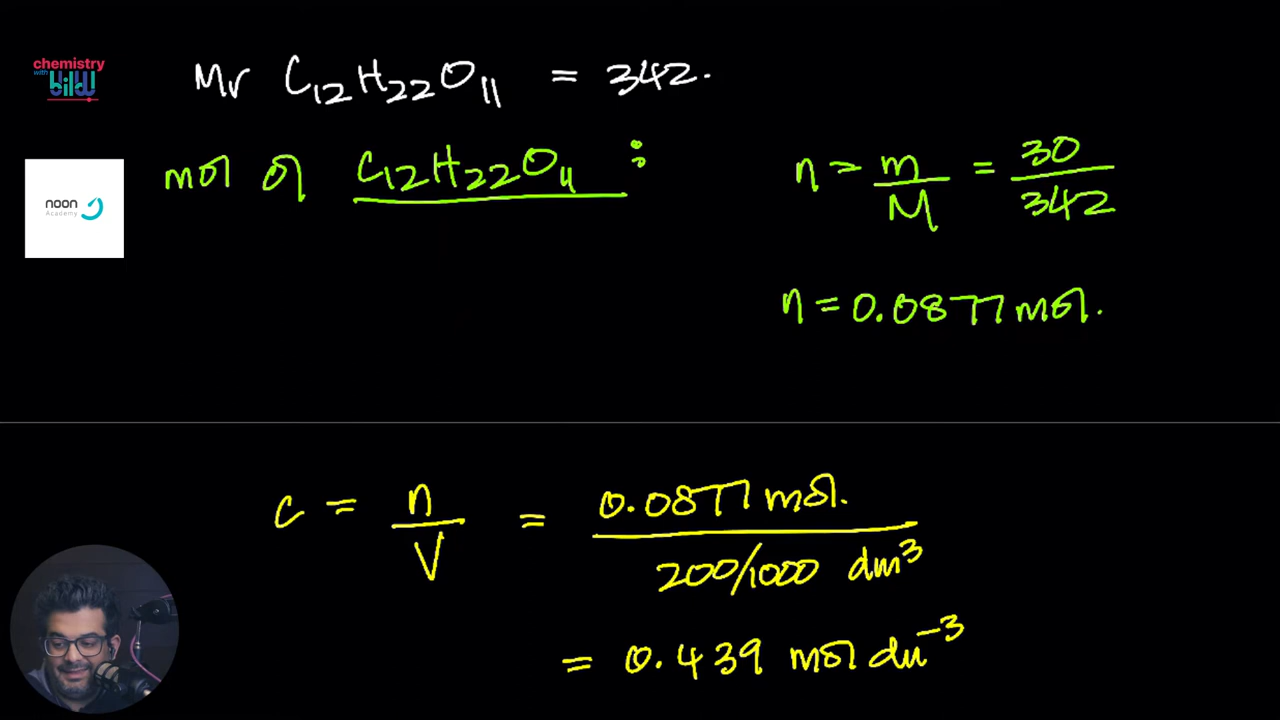 chemistry
with bilal
Mr C₁₂H₂₂O₁₁ = 342.
noon
Academy
mol of C₁₂H₂₂O₁₁ :
n = m/M = 30/342
n = 0.0877 mol.
c = n/V = 0.0877 mol. / 200/1000 dm³
= 0.439 mol dm⁻³